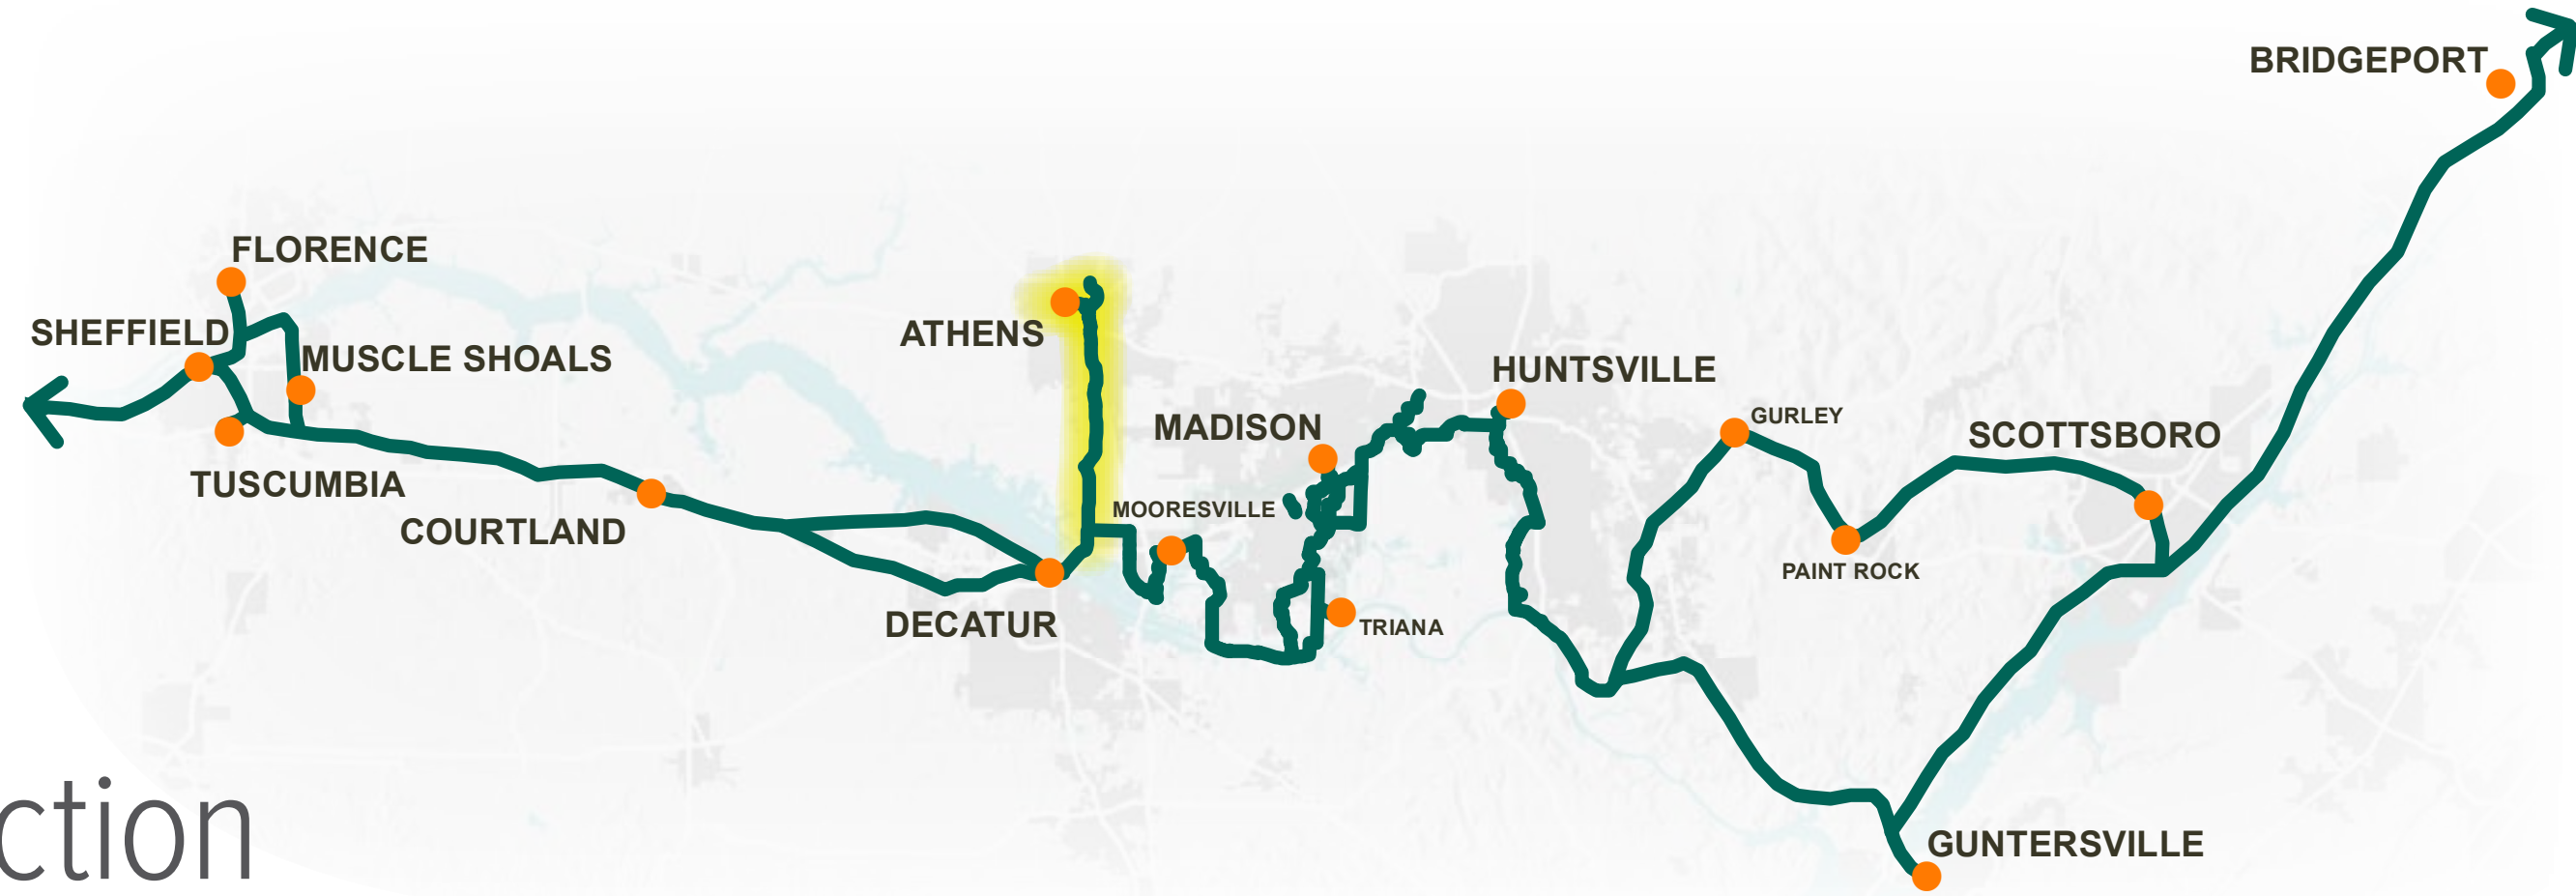 BRIDGEPORT
FLORENCE
SHEFFIELD
ATHENS
MUSCLE SHOALS
HUNTSVILLE
GURLEY
MADISON
SCOTTSBORO
TUSCUMBIA
MOORESVILLE
COURTLAND
PAINT ROCK
DECATUR
TRIANA
ction
GUNTERSVILLE